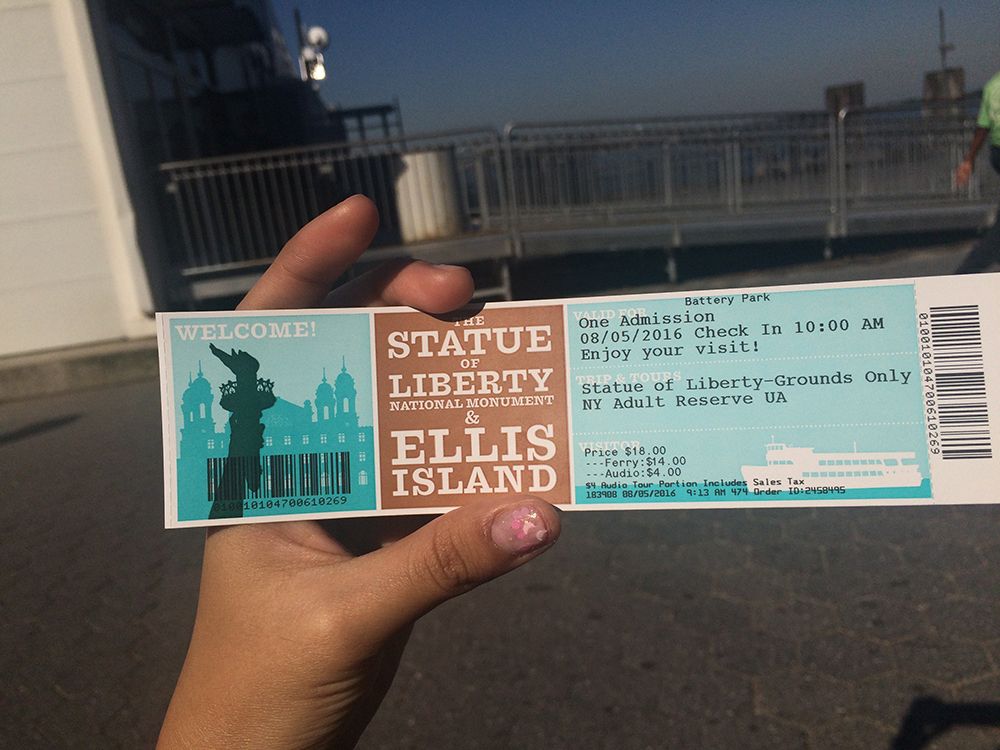 WELCOME!
010010104700610269
THE
STATUE
OF
LIBERTY
NATIONAL MONUMENT
&
ELLIS
ISLAND
Battery Park
VALID FOR
One Admission
08/05/2016 Check In 10:00 AM
Enjoy your visit!
TRIP & TOURS
Statue of Liberty-Grounds Only
NY Adult Reserve UA
VISITOR
Price $18.00
---Ferry:$14.00
---Audio:$4.00
$4 Audio Tour Portion Includes Sales Tax
183908 08/05/2016 9:13 AM 474 Order ID:2458495
010010104700610269